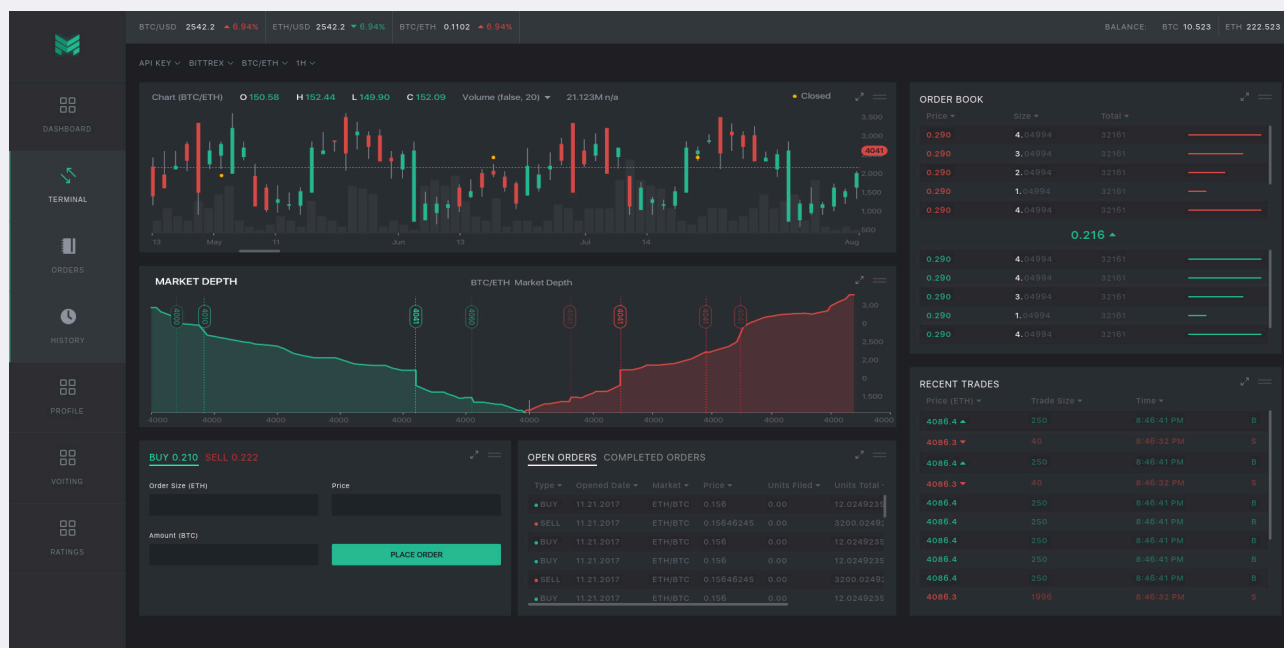 BTC/USD 2542.2 ▲ 6.94% ETH/USD 2542.2 ▼ 6.94% BTC/ETH 0.1102 ▲ 6.94% BALANCE: BTC 10.523 ETH 222.523
API KEY BITTREX BTC/ETH 1H
DASHBOARD
TERMINAL
ORDERS
HISTORY
PROFILE
VOITING
RATINGS
Chart (BTC/ETH) O 150.58 H 152.44 L 149.90 C 152.09 Volume (false, 20) 21.123M n/a Closed
3,500
3,000
4041
2,000
1,500
1,000
500
13 May 11 Jun 13 Jul 14 Aug
MARKET DEPTH BTC/ETH Market Depth
4000 4010 4041 4060 4041 4041
3,00
0
2,500
2,00
0
1,500
4000 4000 4000 4000 4000 4000 4000 4000 4000 4000 4000 4000
BUY 0.210 SELL 0.222
Order Size (ETH) Price
Amount (BTC)
PLACE ORDER
OPEN ORDERS COMPLETED ORDERS
Type Opened Date Market Price Units Filed Units Total
BUY 11.21.2017 ETH/BTC 0.156 0.00 12.0249235
SELL 11.21.2017 ETH/BTC 0.15646245 0.00 3200.0249
BUY 11.21.2017 ETH/BTC 0.156 0.00 12.0249235
BUY 11.21.2017 ETH/BTC 0.156 0.00 12.0249235
SELL 11.21.2017 ETH/BTC 0.15646245 0.00 3200.0249
BUY 11.21.2017 ETH/BTC 0.156 0.00 12.0249235
ORDER BOOK
Price Size Total
0.290 4.04994 32161
0.290 3.04994 32161
0.290 2.04994 32161
0.290 1.04994 32161
0.290 4.04994 32161
0.216
0.290 4.04994 32161
0.290 4.04994 32161
0.290 3.04994 32161
0.290 1.04994 32161
0.290 4.04994 32161
RECENT TRADES
Price (ETH) Trade Size Time
4086.4 250 8:46:41 PM B
4086.3 40 8:46:32 PM S
4086.4 250 8:46:41 PM B
4086.3 40 8:46:32 PM S
4086.4 250 8:46:41 PM B
4086.4 250 8:46:41 PM B
4086.4 250 8:46:41 PM B
4086.4 250 8:46:41 PM B
4086.4 250 8:46:41 PM B
4086.3 1996 8:46:32 PM S